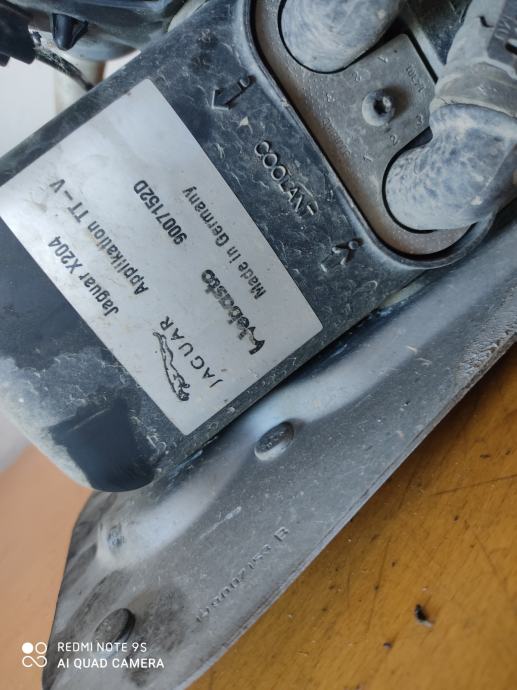 Jaguar X204
Applikation TT-V
9007152D
Made in Germany
Webasto
JAGUAR
COOLANT
REDMI NOTE 9S
AI QUAD CAMERA